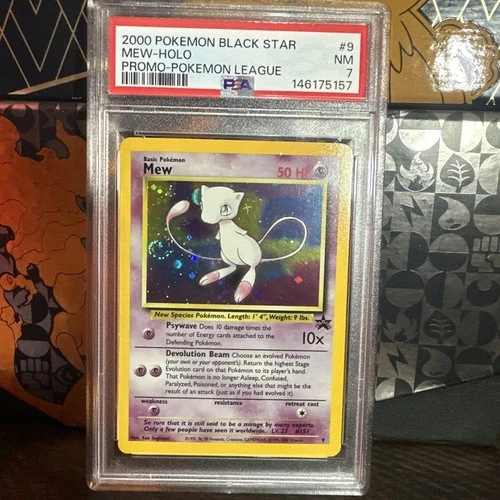 2000 POKEMON BLACK STAR #9
MEW-HOLO NM
PROMO-POKEMON LEAGUE 7
PSA 146175157
Basic Pokémon
Mew 50 HP
New Species Pokémon. Length: 1' 4", Weight: 9 lbs.
Psywave Does 10 damage times the
number of Energy cards attached to the
Defending Pokémon.
10x
Devolution Beam Choose an evolved Pokémon
(your own or your opponent's). Return the highest Stage
Evolution card on that Pokémon to its player's hand.
That Pokémon is no longer Asleep, Confused,
Paralyzed, Poisoned, or anything else that might be the
result of an attack (just as if you had evolved it).
weakness resistance retreat cost
So rare that it is still said to be a mirage by many experts.
Only a few people have seen it worldwide. LV. 23 #151